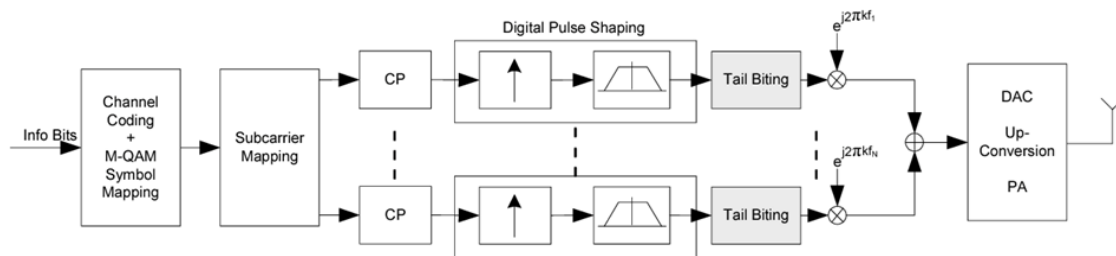 Digital Pulse Shaping
Info Bits
Channel
Coding
+
M-QAM
Symbol
Mapping
Subcarrier
Mapping
CP
Tail Biting
e^{j2πkf_1}
CP
Tail Biting
e^{j2πkf_N}
DAC
Up-
Conversion
PA